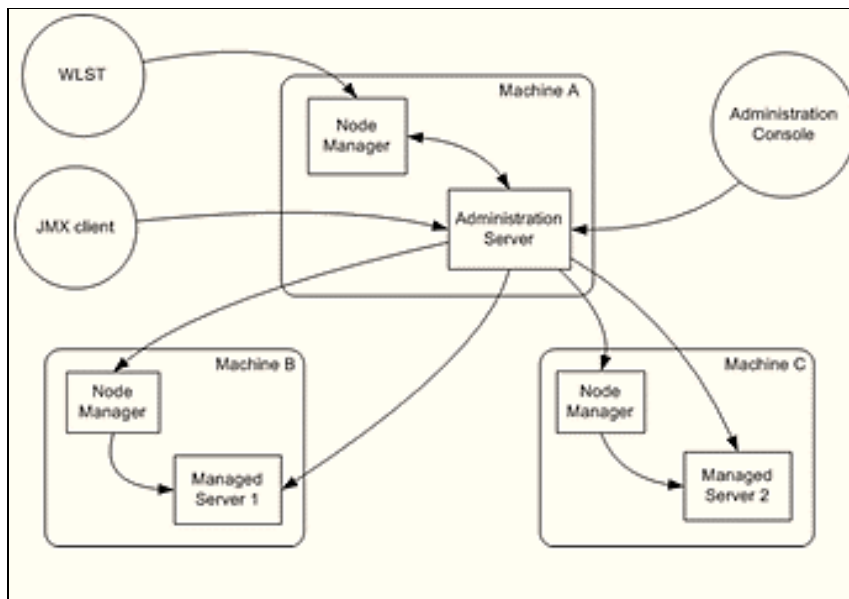 WLST
Machine A
Node
Manager
Administration
Console
JMX client
Administration
Server
Machine B
Node
Manager
Managed
Server 1
Machine C
Node
Manager
Managed
Server 2